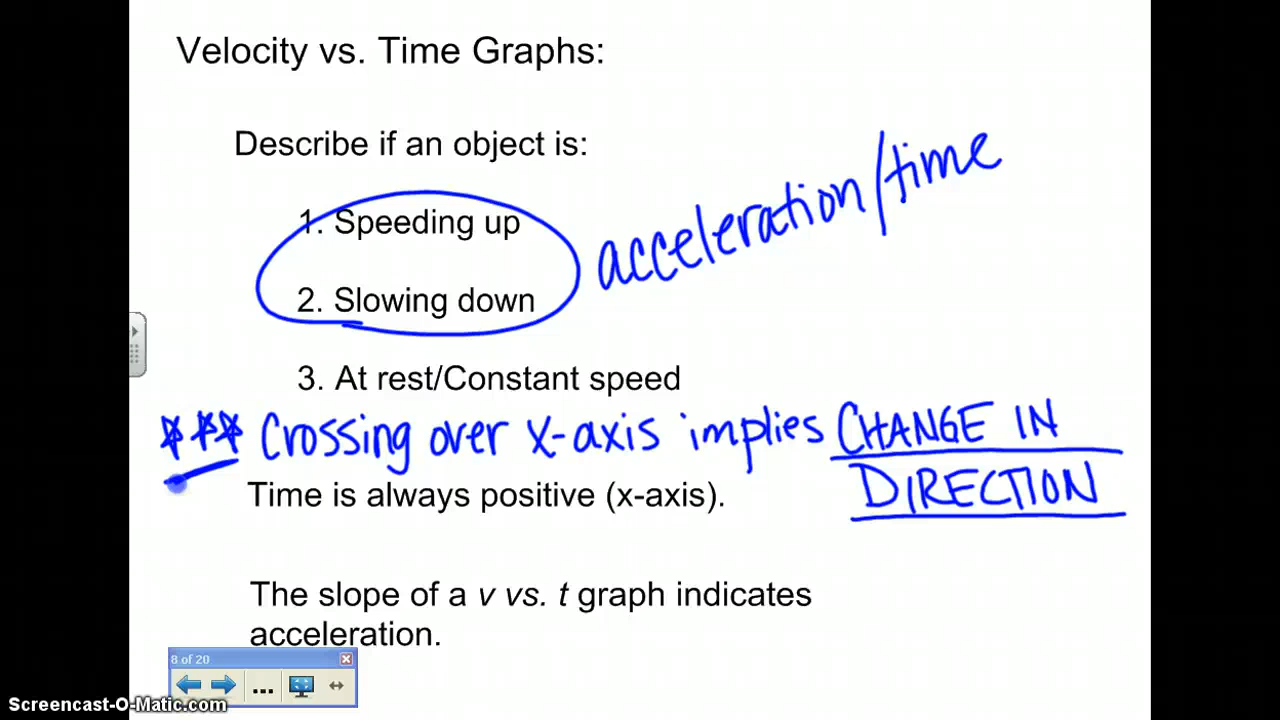 Velocity vs. Time Graphs:
Describe if an object is:
1. Speeding up
acceleration/time
2. Slowing down
3. At rest/Constant speed
*** Crossing over x-axis implies CHANGE IN
DIRECTION
Time is always positive (x-axis).
The slope of a v vs. t graph indicates
acceleration.
8 of 20
...
Screencast-O-Matic.com